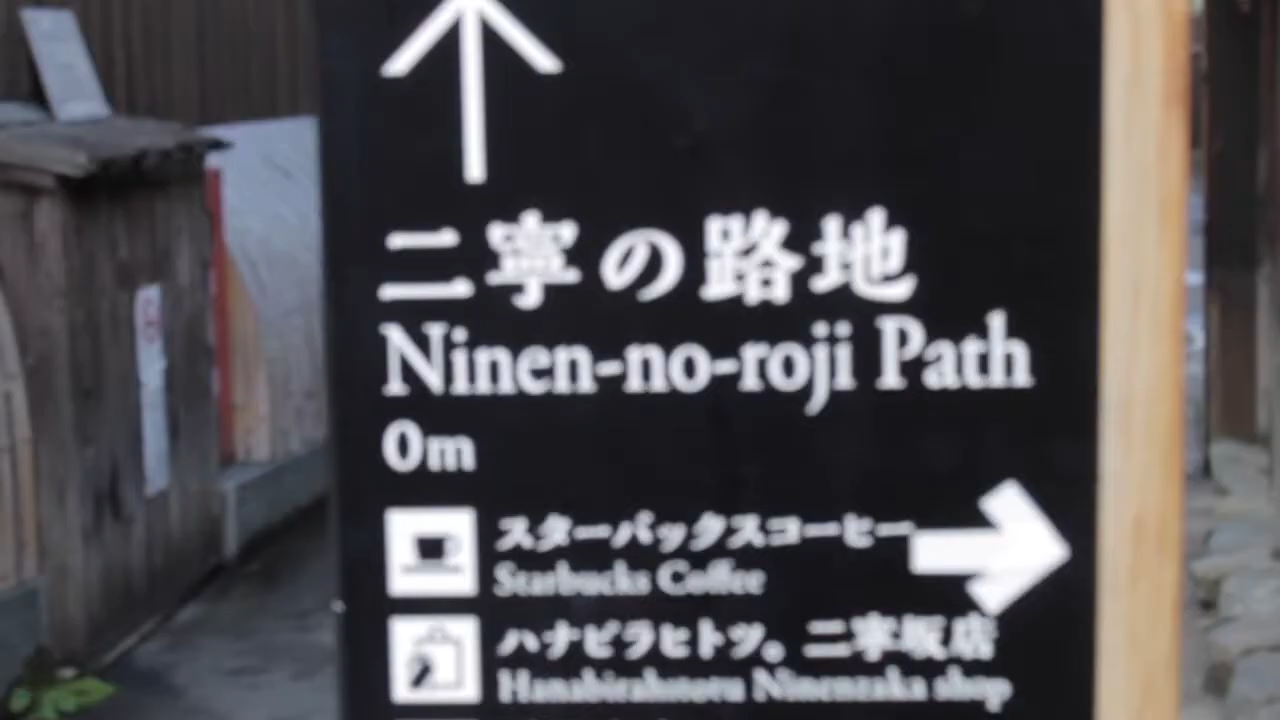 二寧の路地
Ninen-no-roji Path
0m
スターバックスコーヒー
Starbucks Coffee
ハナビラヒトツ。二寧坂店
Hanabirahitotsu Ninenzaka shop